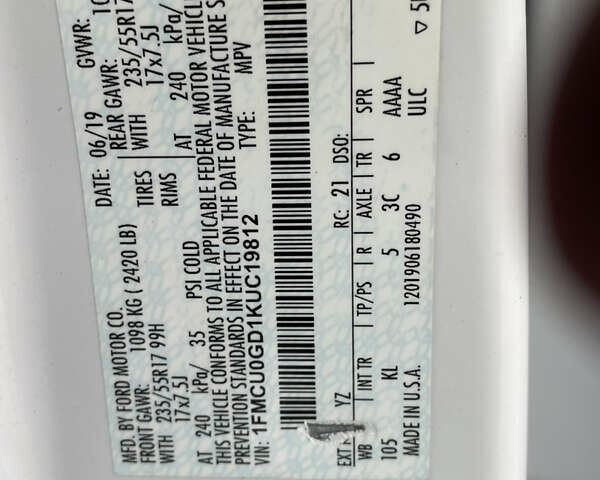 MFD. BY FORD MOTOR CO. DATE: 06/19 GVWR:
FRONT GAWR: 1098 KG ( 2420 LB) REAR GAWR:
WITH 235/55R17 99H TIRES WITH 235/55R17
17x7.5J RIMS 17x7.5J
AT 240 kPa/ 35 PSI COLD AT 240 kPa/
THIS VEHICLE CONFORMS TO ALL APPLICABLE FEDERAL MOTOR VEHICLE
PREVENTION STANDARDS IN EFFECT ON THE DATE OF MANUFACTURE S
VIN: 1FMCU0GD1KUC19812 TYPE: MPV
EXT YZ RC: 21 DSO:
WB INT TR TP/PS R AXLE TR SPR
105 KL 5 3C 6 AAAA
MADE IN U.S.A. 1201906180490 ULC